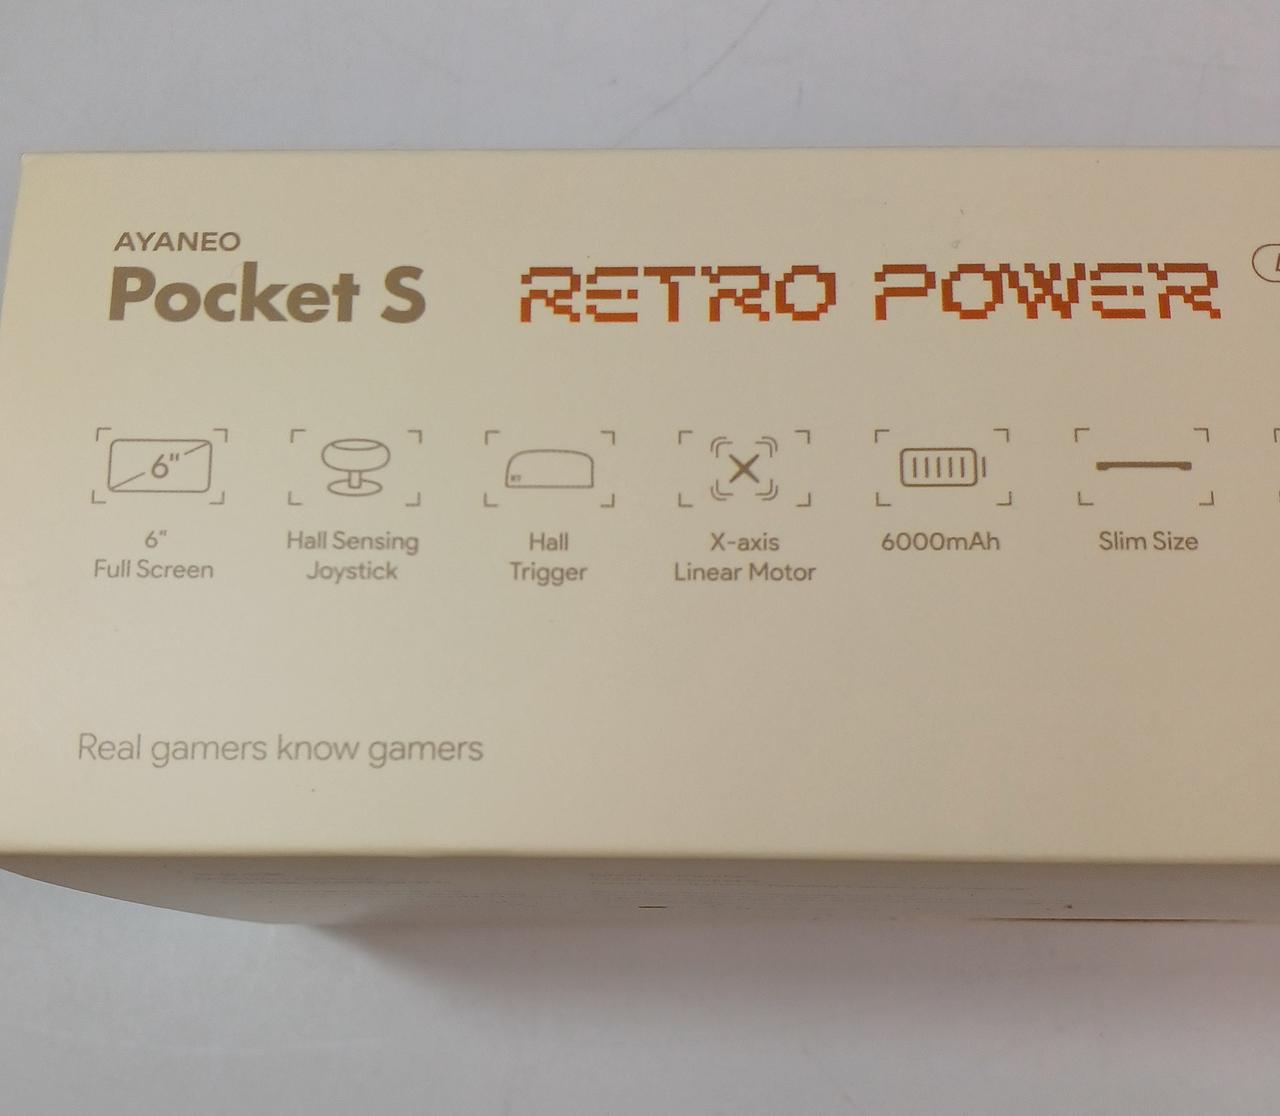 AYANEO
Pocket S
RETRO POWER
6"
RT
6"
Full Screen
Hall Sensing
Joystick
Hall
Trigger
X-axis
Linear Motor
6000mAh
Slim Size
Real gamers know gamers